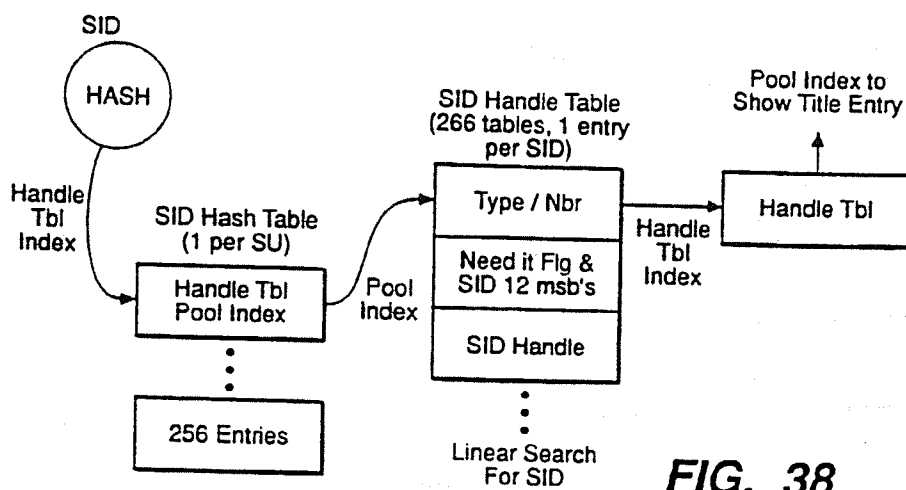 SID
HASH
Handle
Tbl
Index
SID Hash Table
(1 per SU)
Handle Tbl
Pool Index
256 Entries
Pool
Index
SID Handle Table
(266 tables, 1 entry
per SID)
Type / Nbr
Need it Flg &
SID 12 msb's
SID Handle
Linear Search
For SID
Handle
Tbl
Index
Pool Index to
Show Title Entry
Handle Tbl
FIG. 38